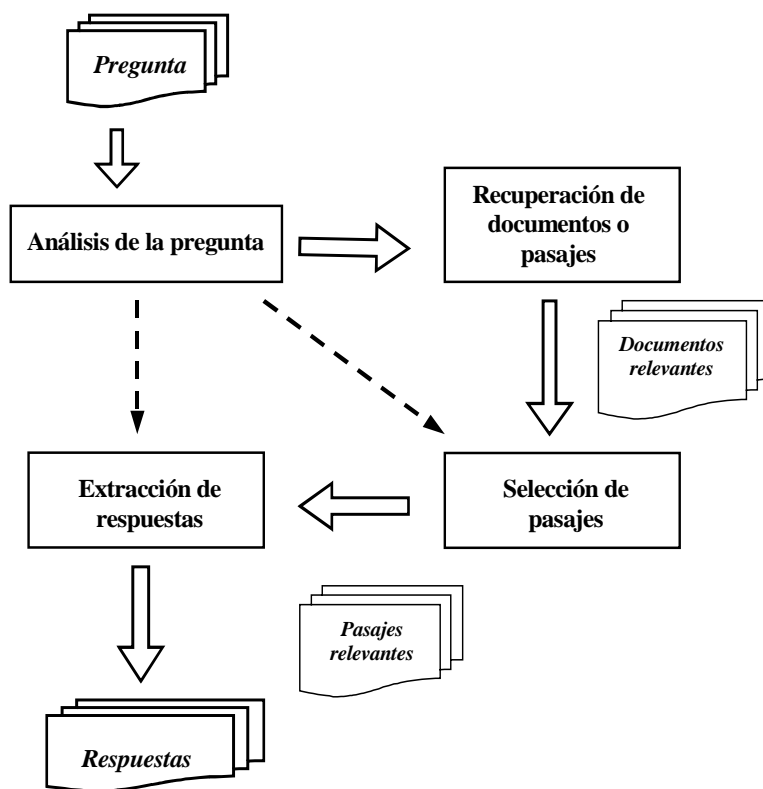 Pregunta
Análisis de la pregunta
Recuperación de
documentos o
pasajes
Documentos
relevantes
Extracción de
respuestas
Selección de
pasajes
Pasajes
relevantes
Respuestas